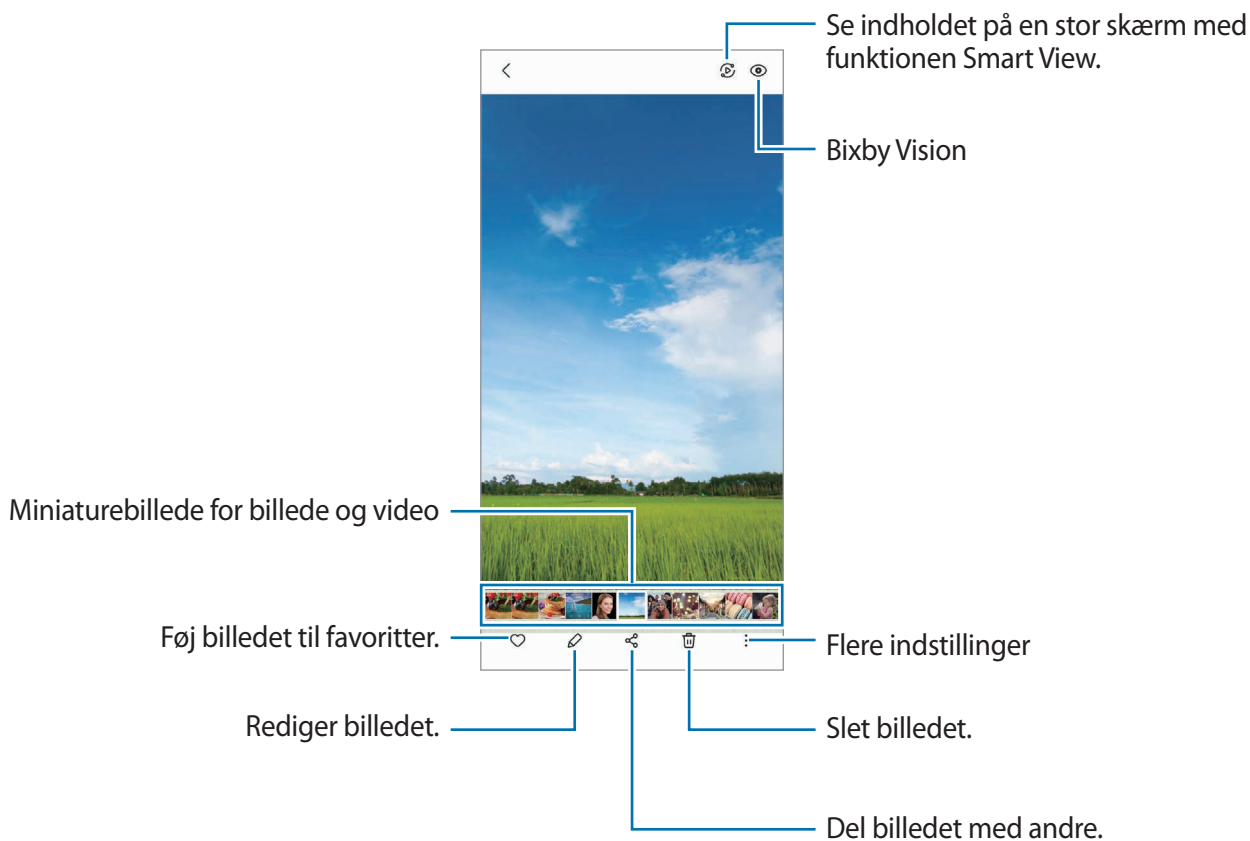 Se indholdet på en stor skærm med
funktionen Smart View.
Bixby Vision
Miniaturebillede for billede og video
Føj billedet til favoritter.
Flere indstillinger
Rediger billedet.
Slet billedet.
Del billedet med andre.